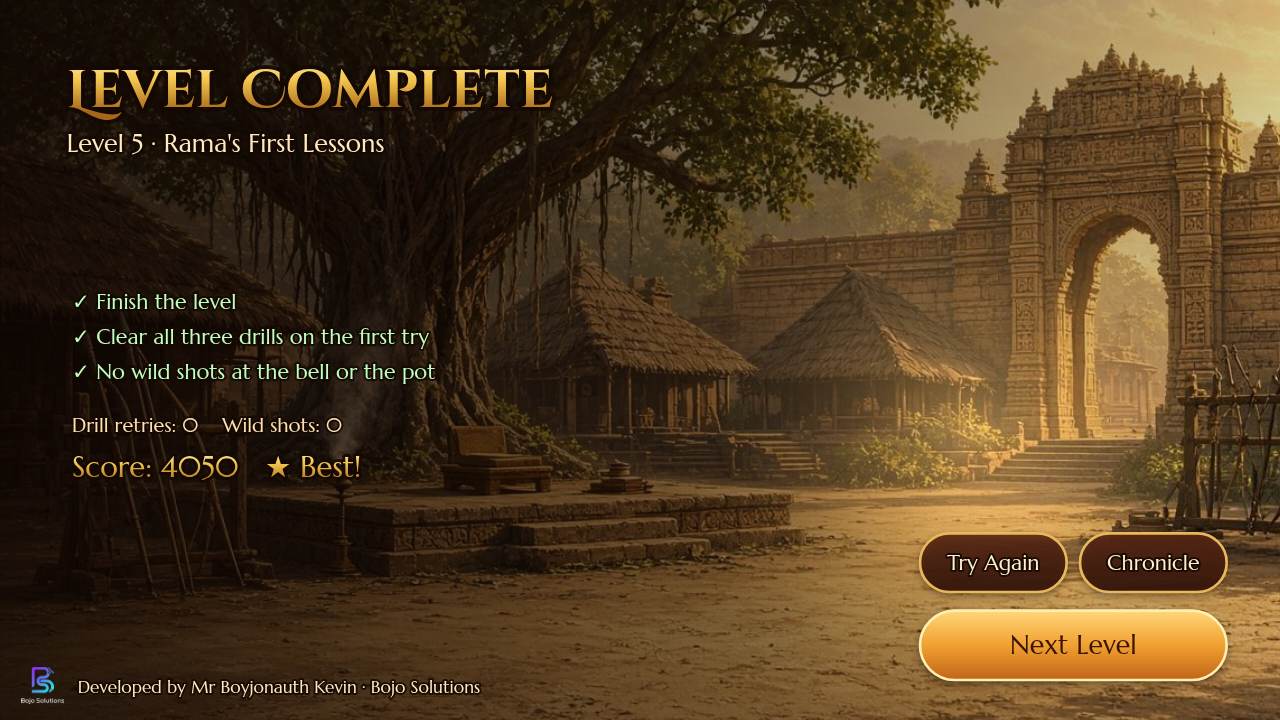 LEVEL COMPLETE
Level 5 · Rama's First Lessons
✓ Finish the level
✓ Clear all three drills on the first try
✓ No wild shots at the bell or the pot
Drill retries: 0 Wild shots: 0
Score: 4050 ★ Best!
Try Again
Chronicle
Next Level
Bojo Solutions
Developed by Mr Boyjonauth Kevin · Bojo Solutions